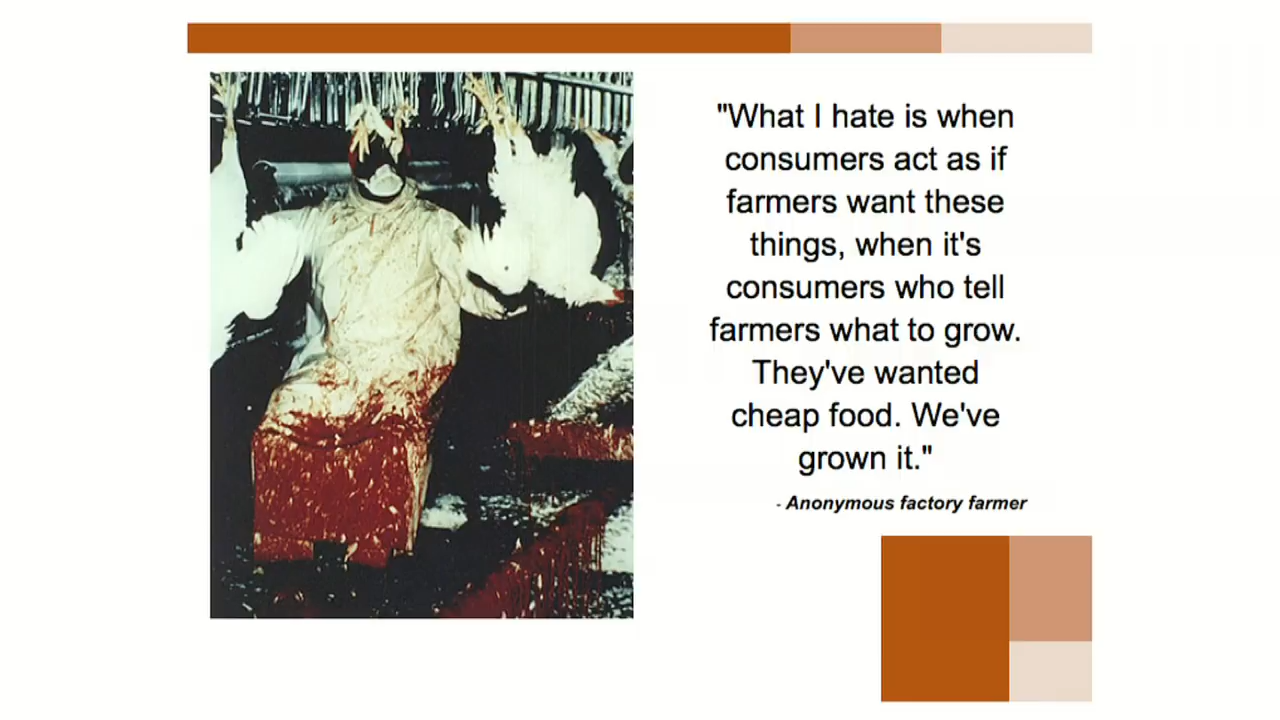 "What I hate is when
consumers act as if
farmers want these
things, when it's
consumers who tell
farmers what to grow.
They've wanted
cheap food. We've
grown it."
- Anonymous factory farmer